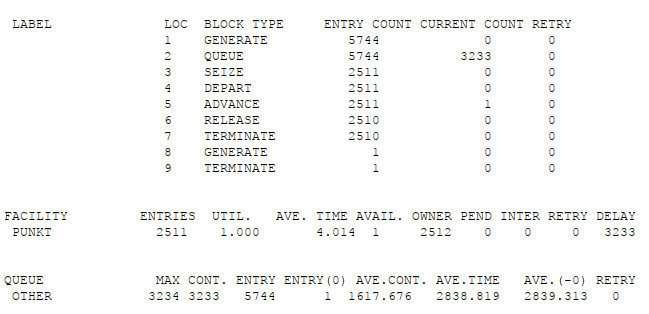 LABEL LOC BLOCK TYPE ENTRY COUNT CURRENT COUNT RETRY
1 GENERATE 5744 0 0
2 QUEUE 5744 3233 0
3 SEIZE 2511 0 0
4 DEPART 2511 0 0
5 ADVANCE 2511 1 0
6 RELEASE 2510 0 0
7 TERMINATE 2510 0 0
8 GENERATE 1 0 0
9 TERMINATE 1 0 0
FACILITY ENTRIES UTIL. AVE. TIME AVAIL. OWNER PEND INTER RETRY DELAY
PUNKT 2511 1.000 4.014 1 2512 0 0 0 3233
QUEUE MAX CONT. ENTRY ENTRY(0) AVE.CONT. AVE.TIME AVE.(-0) RETRY
OTHER 3234 3233 5744 1 1617.676 2838.819 2839.313 0